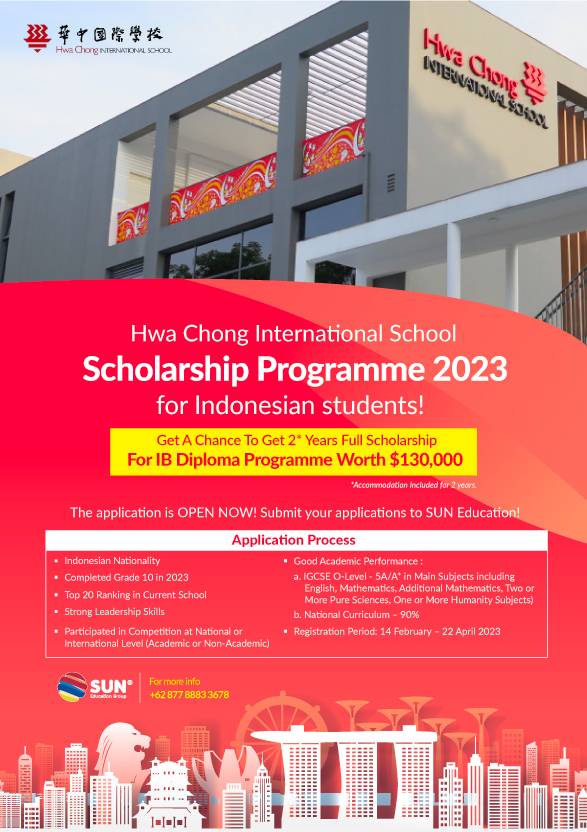 華中国際學校
Hwa Chong INTERNATIONAL SCHOOL
Hwa Chong
INTERNATIONAL SCHOOL
Hwa Chong International School
Scholarship Programme 2023
for Indonesian students!
Get A Chance To Get 2* Years Full Scholarship
For IB Diploma Programme Worth $130,000
*Accommodation Included for 2 years.
The application is OPEN NOW! Submit your applications to SUN Education!
Application Process
▪ Indonesian Nationality
▪ Completed Grade 10 in 2023
▪ Top 20 Ranking in Current School
▪ Strong Leadership Skills
▪ Participated in Competition at National or
International Level (Academic or Non-Academic)
▪ Good Academic Performance :
a. IGCSE O-Level - 5A/A* in Main Subjects including
English, Mathematics, Additional Mathematics, Two or
More Pure Sciences, One or More Humanity Subjects)
b. National Curriculum – 90%
▪ Registration Period: 14 February – 22 April 2023
SUN®
Education Group
For more info
+62 877 8883 3678